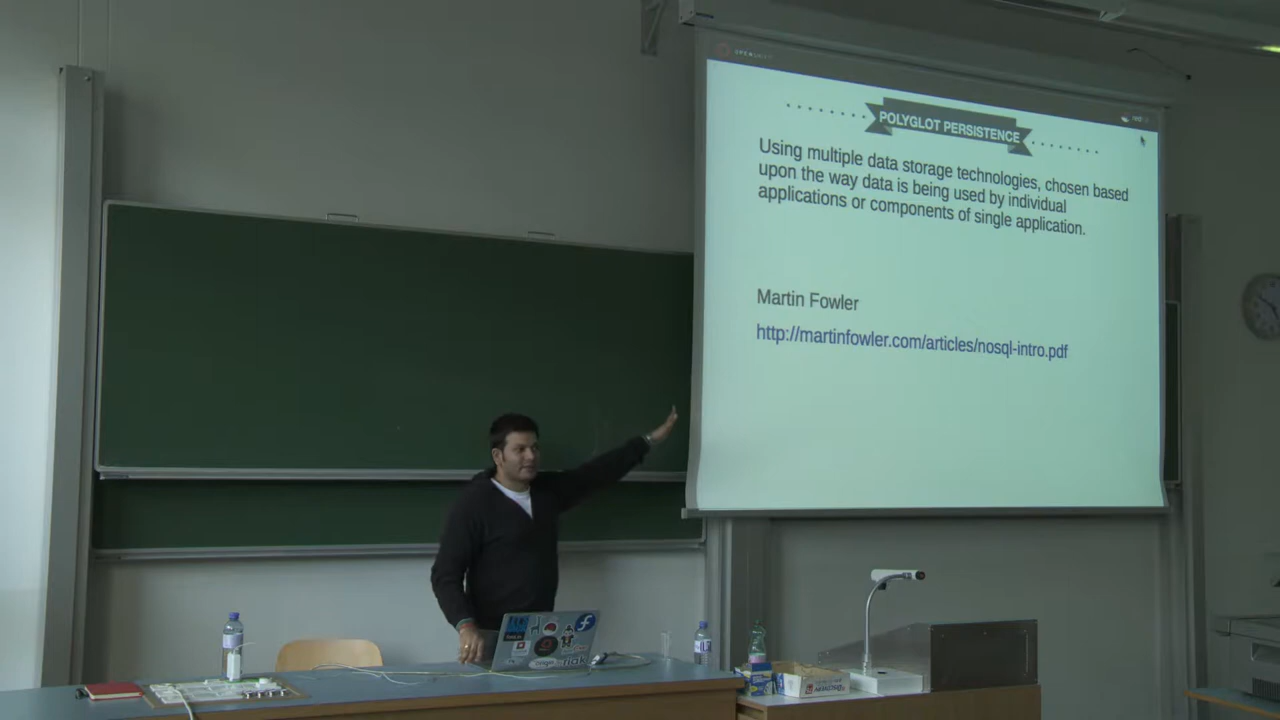 POLYGLOT PERSISTENCE
Using multiple data storage technologies, chosen based
upon the way data is being used by individual
applications or components of single application.
Martin Fowler
http://martinfowler.com/articles/nosql-intro.pdf